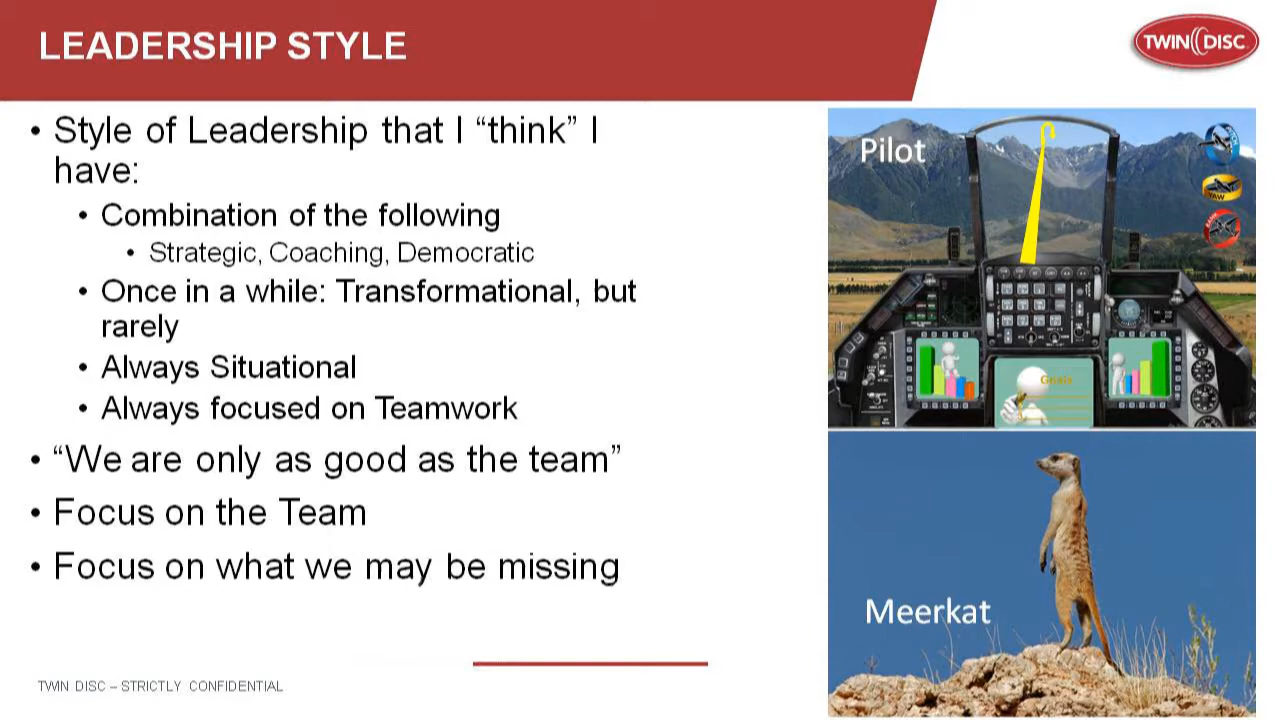 LEADERSHIP STYLE
TWIN DISC
• Style of Leadership that I “think” I
have:
• Combination of the following
• Strategic, Coaching, Democratic
• Once in a while: Transformational, but
rarely
• Always Situational
• Always focused on Teamwork
• “We are only as good as the team”
• Focus on the Team
• Focus on what we may be missing
Pilot
YAW
Goals
Meerkat
TWIN DISC – STRICTLY CONFIDENTIAL